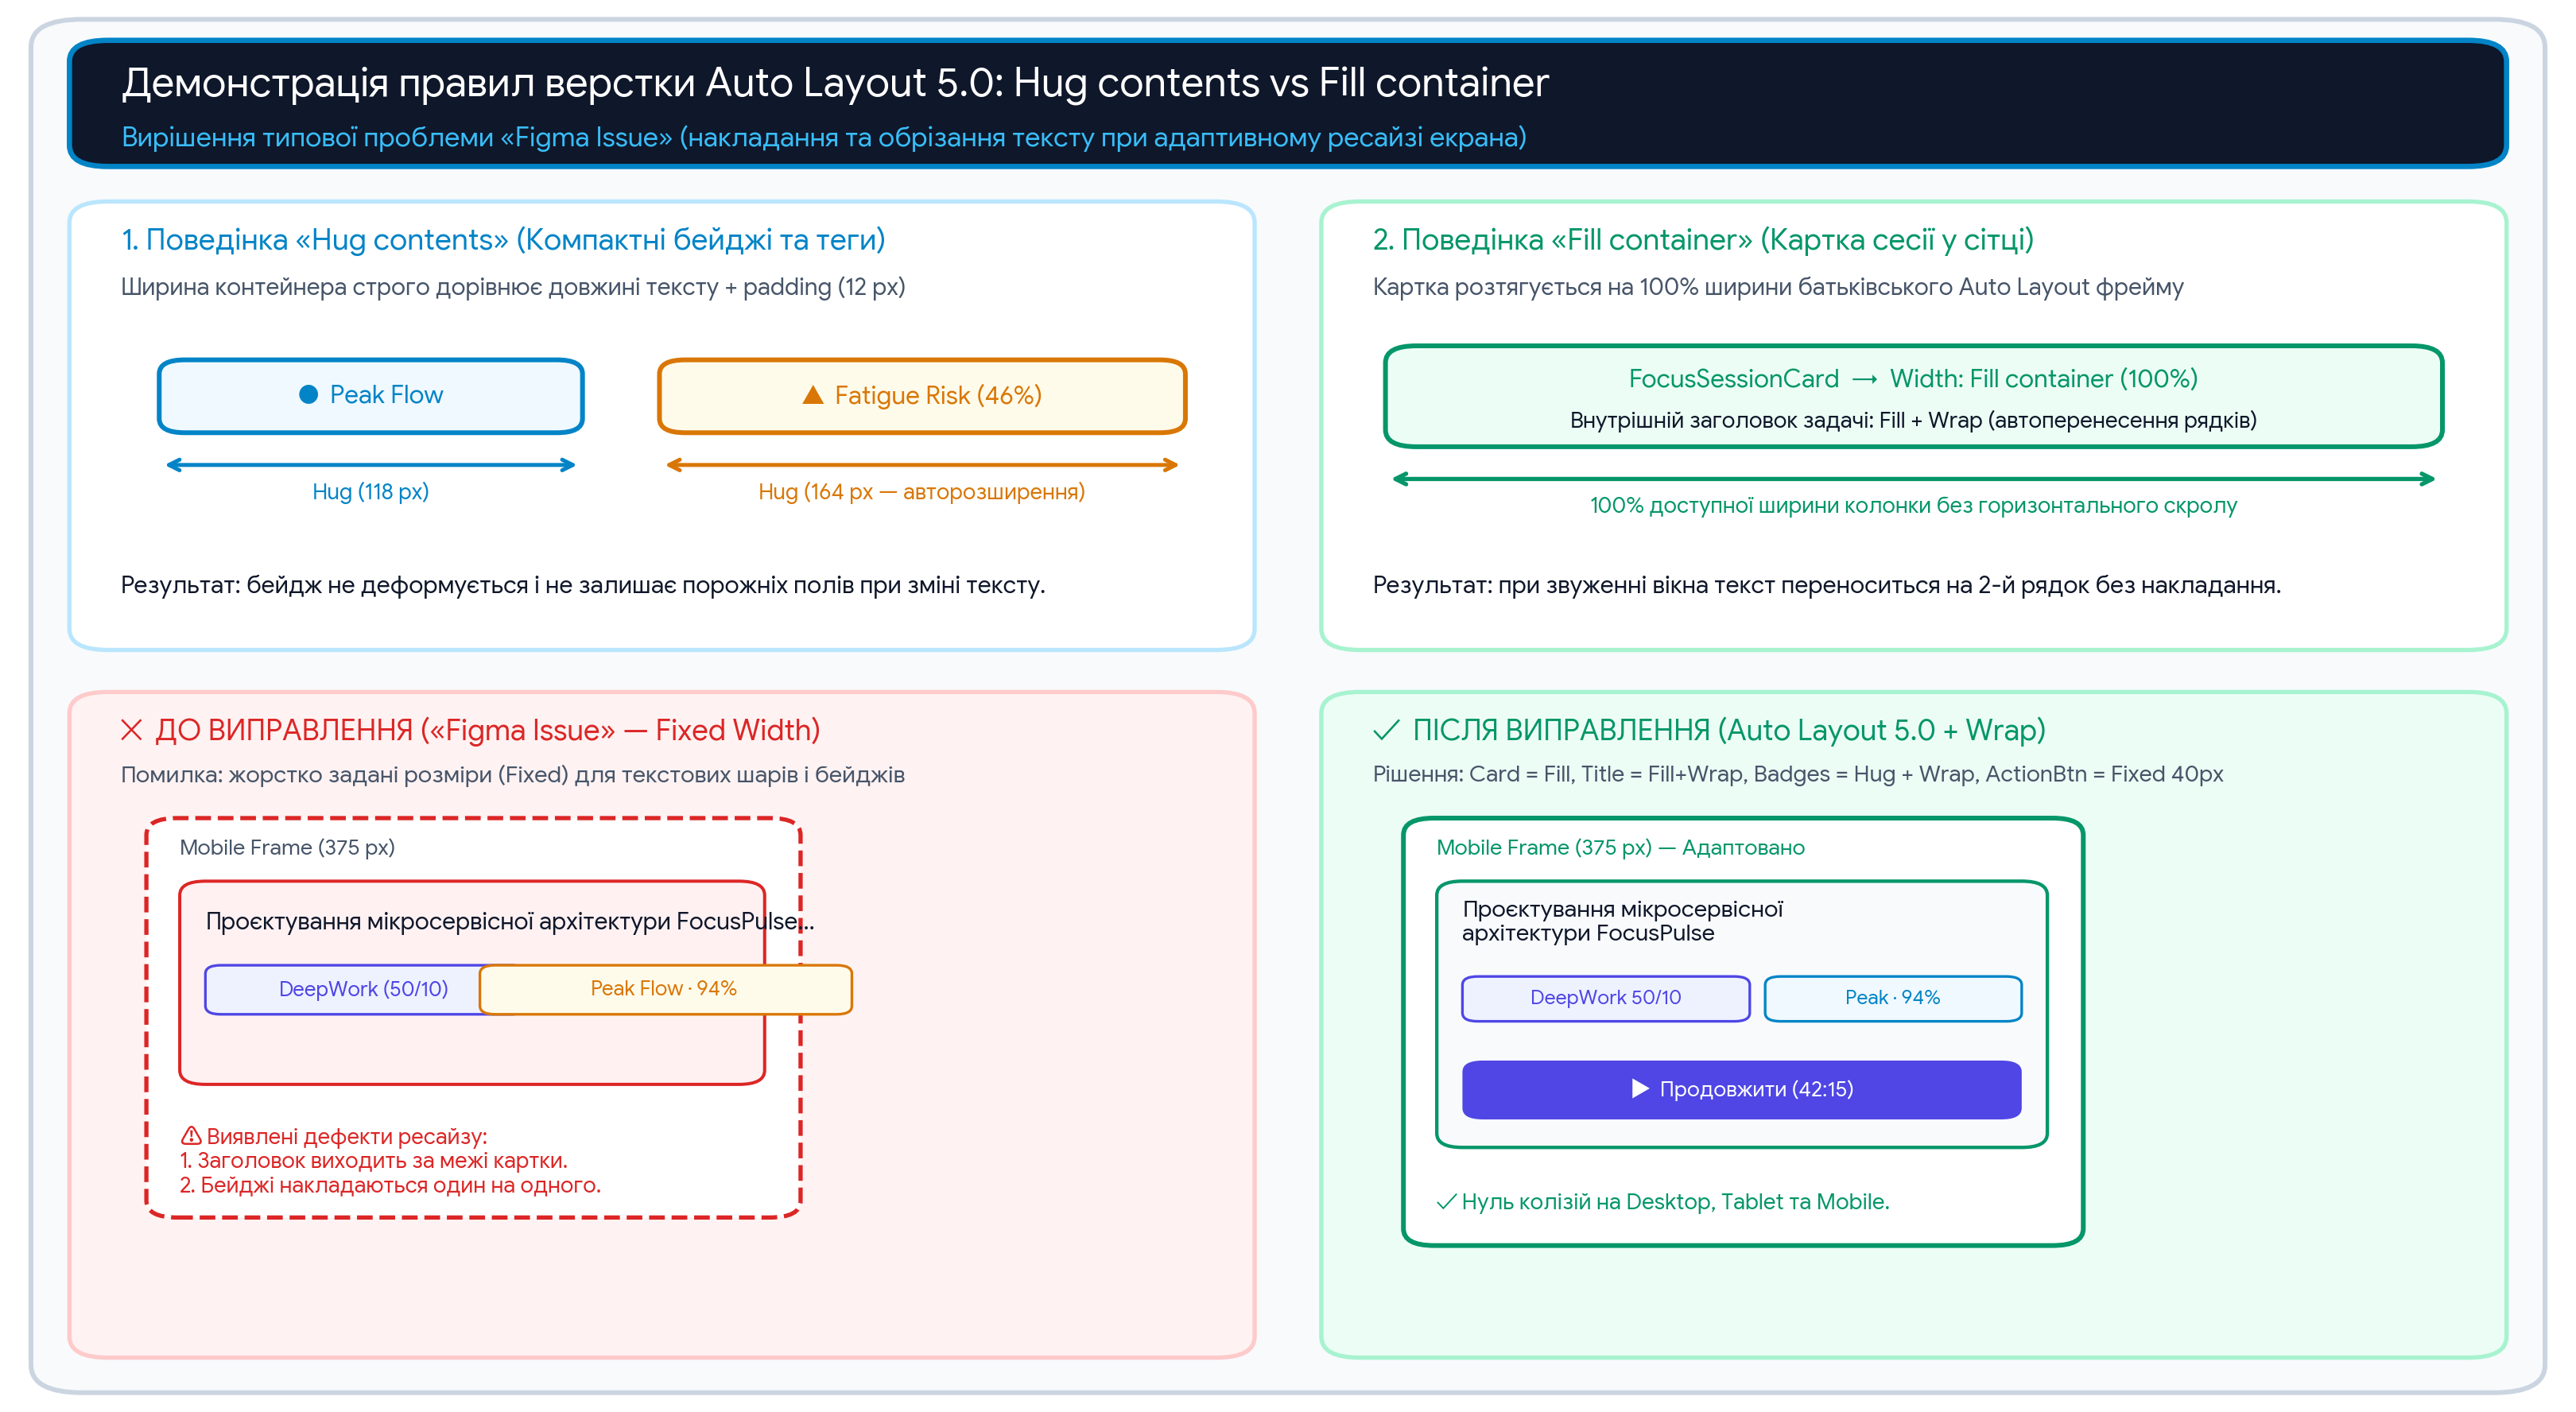 Демонстрація правил верстки Auto Layout 5.0: Hug contents vs Fill container
Вирішення типової проблеми «Figma Issue» (накладання та обрізання тексту при адаптивному ресайзі екрана)
1. Поведінка «Hug contents» (Компактні бейджі та теги)
Ширина контейнера строго дорівнює довжині тексту + padding (12 px)
● Peak Flow
▲ Fatigue Risk (46%)
Hug (118 px)
Hug (164 px — авторозширення)
Результат: бейдж не деформується і не залишає порожніх полів при зміні тексту.
2. Поведінка «Fill container» (Картка сесії у сітці)
Картка розтягується на 100% ширини батьківського Auto Layout фрейму
FocusSessionCard → Width: Fill container (100%)
Внутрішній заголовок задачі: Fill + Wrap (автоперенесення рядків)
100% доступної ширини колонки без горизонтального скролу
Результат: при звуженні вікна текст переноситься на 2-й рядок без накладання.
✕ ДО ВИПРАВЛЕННЯ («Figma Issue» — Fixed Width)
Помилка: жорстко задані розміри (Fixed) для текстових шарів і бейджів
Mobile Frame (375 px)
Проєктування мікросервісної архітектури FocusPulse...
DeepWork (50/10)
Peak Flow · 94%
⚠ Виявлені дефекти ресайзу:
1. Заголовок виходить за межі картки.
2. Бейджі накладаються один на одного.
✓ ПІСЛЯ ВИПРАВЛЕННЯ (Auto Layout 5.0 + Wrap)
Рішення: Card = Fill, Title = Fill+Wrap, Badges = Hug + Wrap, ActionBtn = Fixed 40px
Mobile Frame (375 px) — Адаптовано
Проєктування мікросервісної
архітектури FocusPulse
DeepWork 50/10
Peak · 94%
▶ Продовжити (42:15)
✓ Нуль колізій на Desktop, Tablet та Mobile.